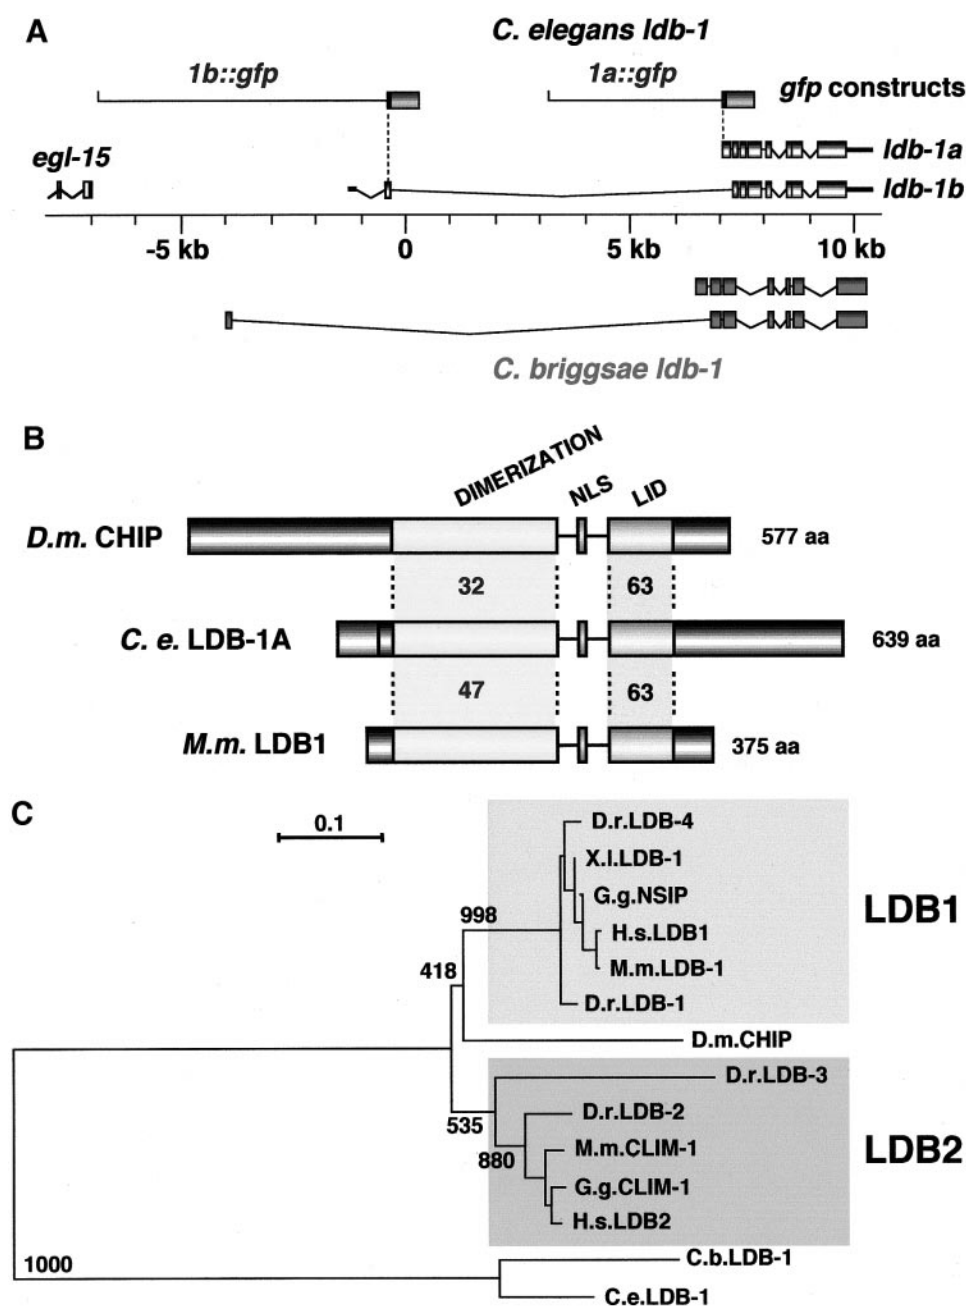 A
C. elegans ldb-1
1b::gfp
1a::gfp
gfp constructs
egl-15
ldb-1a
ldb-1b
-5 kb
0
5 kb
10 kb
C. briggsae ldb-1
B
DIMERIZATION
NLS
LID
D.m. CHIP
577 aa
32
63
C. e. LDB-1A
639 aa
47
63
M.m. LDB1
375 aa
C
0.1
D.r.LDB-4
X.l.LDB-1
G.g.NSIP
LDB1
998
H.s.LDB1
M.m.LDB-1
418
D.r.LDB-1
D.m.CHIP
D.r.LDB-3
D.r.LDB-2
535
LDB2
880
M.m.CLIM-1
G.g.CLIM-1
H.s.LDB2
1000
C.b.LDB-1
C.e.LDB-1